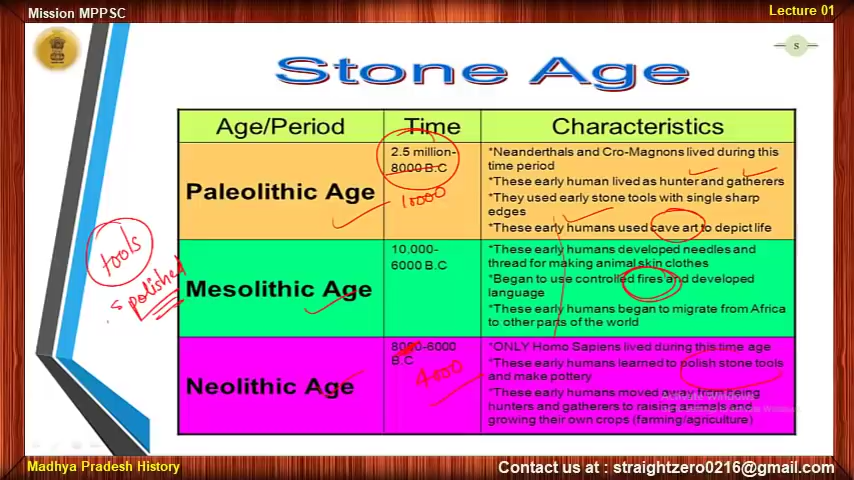 Mission MPPSC
Lecture 01
S
Stone Age
Age/Period
Time
Characteristics
Paleolithic Age
2.5 million-
8000 B.C
10000
*Neanderthals and Cro-Magnons lived during this
time period
*These early human lived as hunter and gatherers
*They used early stone tools with single sharp
edges
*These early humans used cave art to depict life
tools
polished
Mesolithic Age
10,000-
6000 B.C
*These early humans developed needles and
thread for making animal skin clothes
*Began to use controlled fires and developed
language
*These early humans began to migrate from Africa
to other parts of the world
Neolithic Age
8000-6000
B.C
4000
*ONLY Homo Sapiens lived during this time age
*These early humans learned to polish stone tools
and make pottery
*These early humans moved away from being
hunters and gatherers to raising animals and
growing their own crops (farming/agriculture)
Madhya Pradesh History
Contact us at : straightzero0216@gmail.com